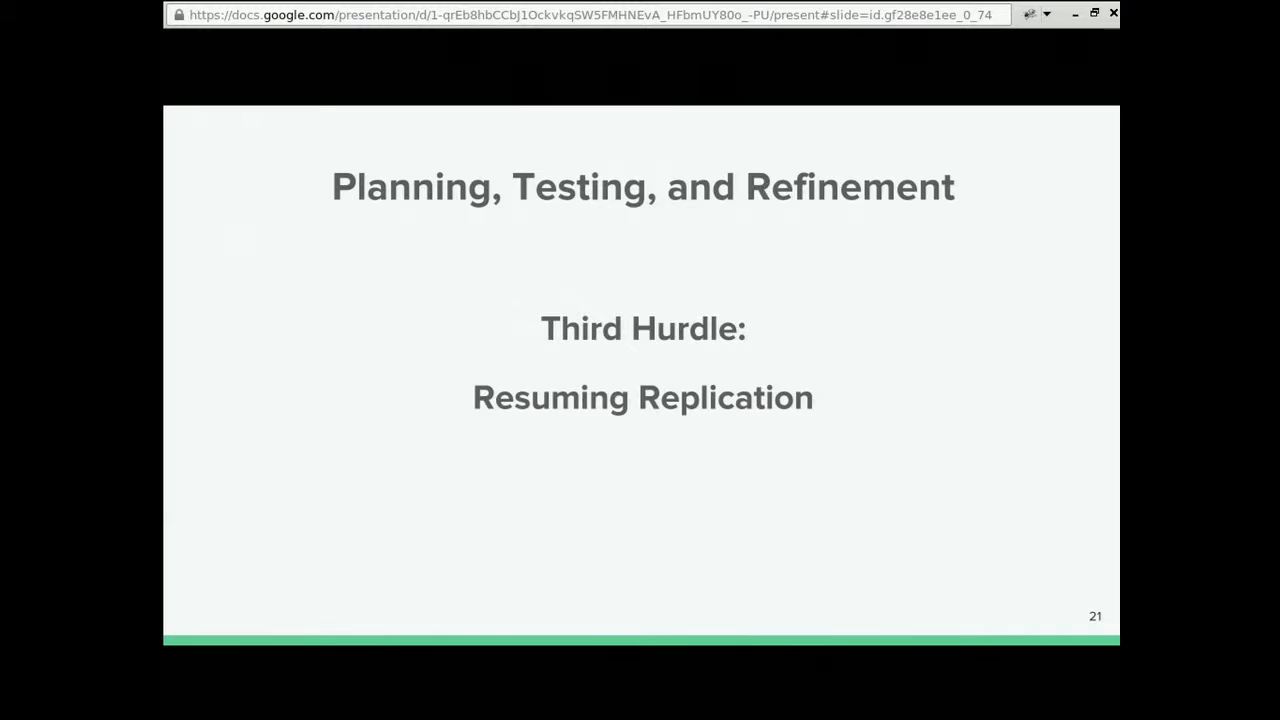 https://docs.google.com/presentation/d/1-qrEb8hbCCbJ1OckvkqSW5FMHNEvA_HFbmUY80o_-PU/present#slide=id.gf28e8e1ee_0_74
Planning, Testing, and Refinement
Third Hurdle:
Resuming Replication
21